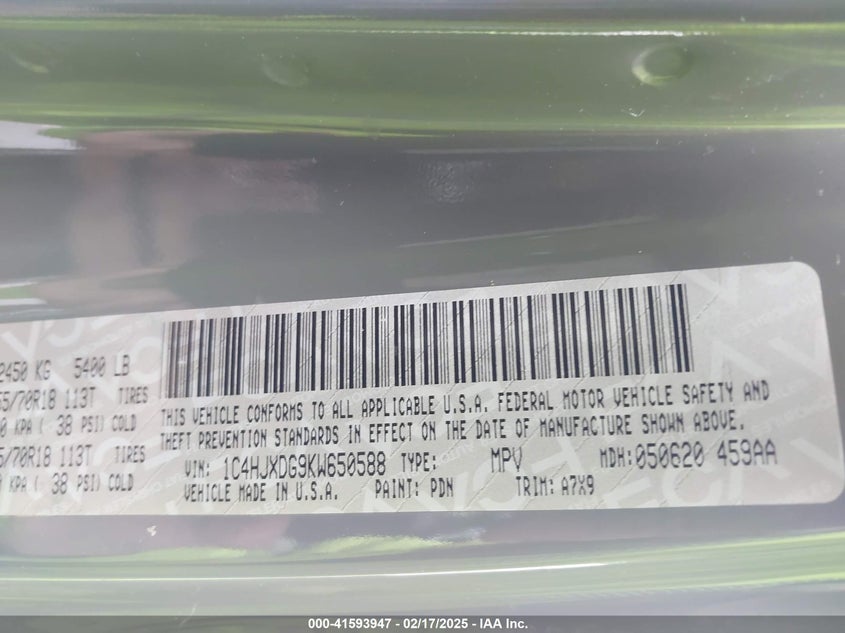 2450 KG 5400 LB
5/70R18 113T TIRES
KPA ( 38 PSI) COLD
5/70R18 113T TIRES
KPA ( 38 PSI) COLD
THIS VEHICLE CONFORMS TO ALL APPLICABLE U.S.A. FEDERAL MOTOR VEHICLE SAFETY AND
THEFT PREVENTION STANDARDS IN EFFECT ON THE DATE OF MANUFACTURE SHOWN ABOVE.
VIN: 1C4HJXDG9KW650588 TYPE: MPV MDH: 050620 459AA
VEHICLE MADE IN U.S.A. PAINT: PDN TRIM: A7X9
000-41593947 - 02/17/2025 - IAA Inc.